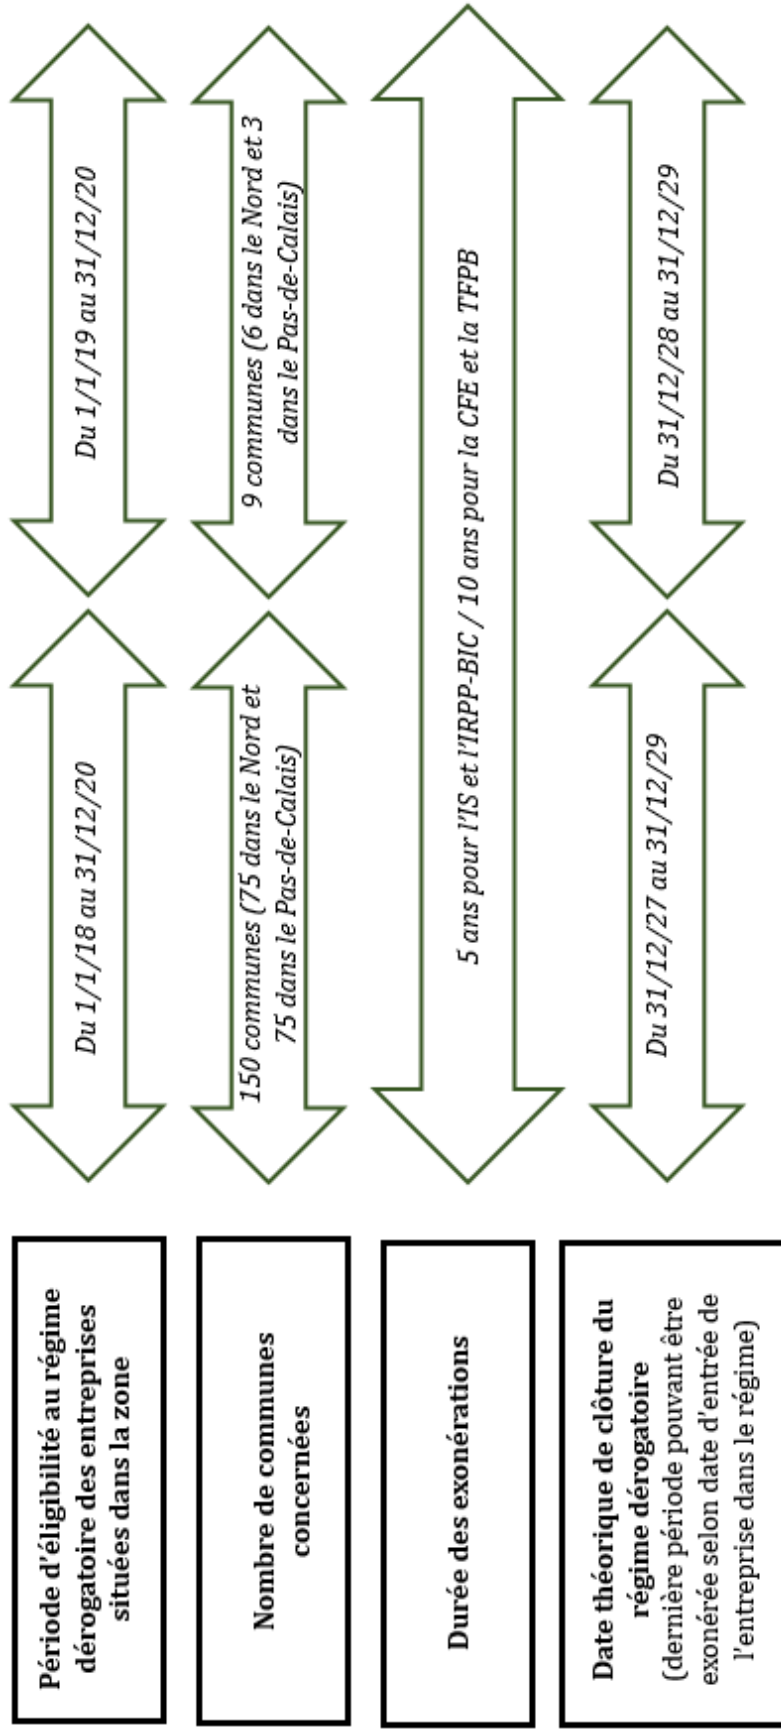 Période d'éligibilité au régime
dérogatoire des entreprises
situées dans la zone
Du 1/1/18 au 31/12/20
Du 1/1/19 au 31/12/20
Nombre de communes
concernées
150 communes (75 dans le Nord et
75 dans le Pas-de-Calais)
9 communes (6 dans le Nord et 3
dans le Pas-de-Calais)
Durée des exonérations
5 ans pour l'IS et l'IRPP-BIC / 10 ans pour la CFE et la TFPB
Date théorique de clôture du
régime dérogatoire
(dernière période pouvant être
exonérée selon date d'entrée de
l'entreprise dans le régime)
Du 31/12/27 au 31/12/29
Du 31/12/28 au 31/12/29